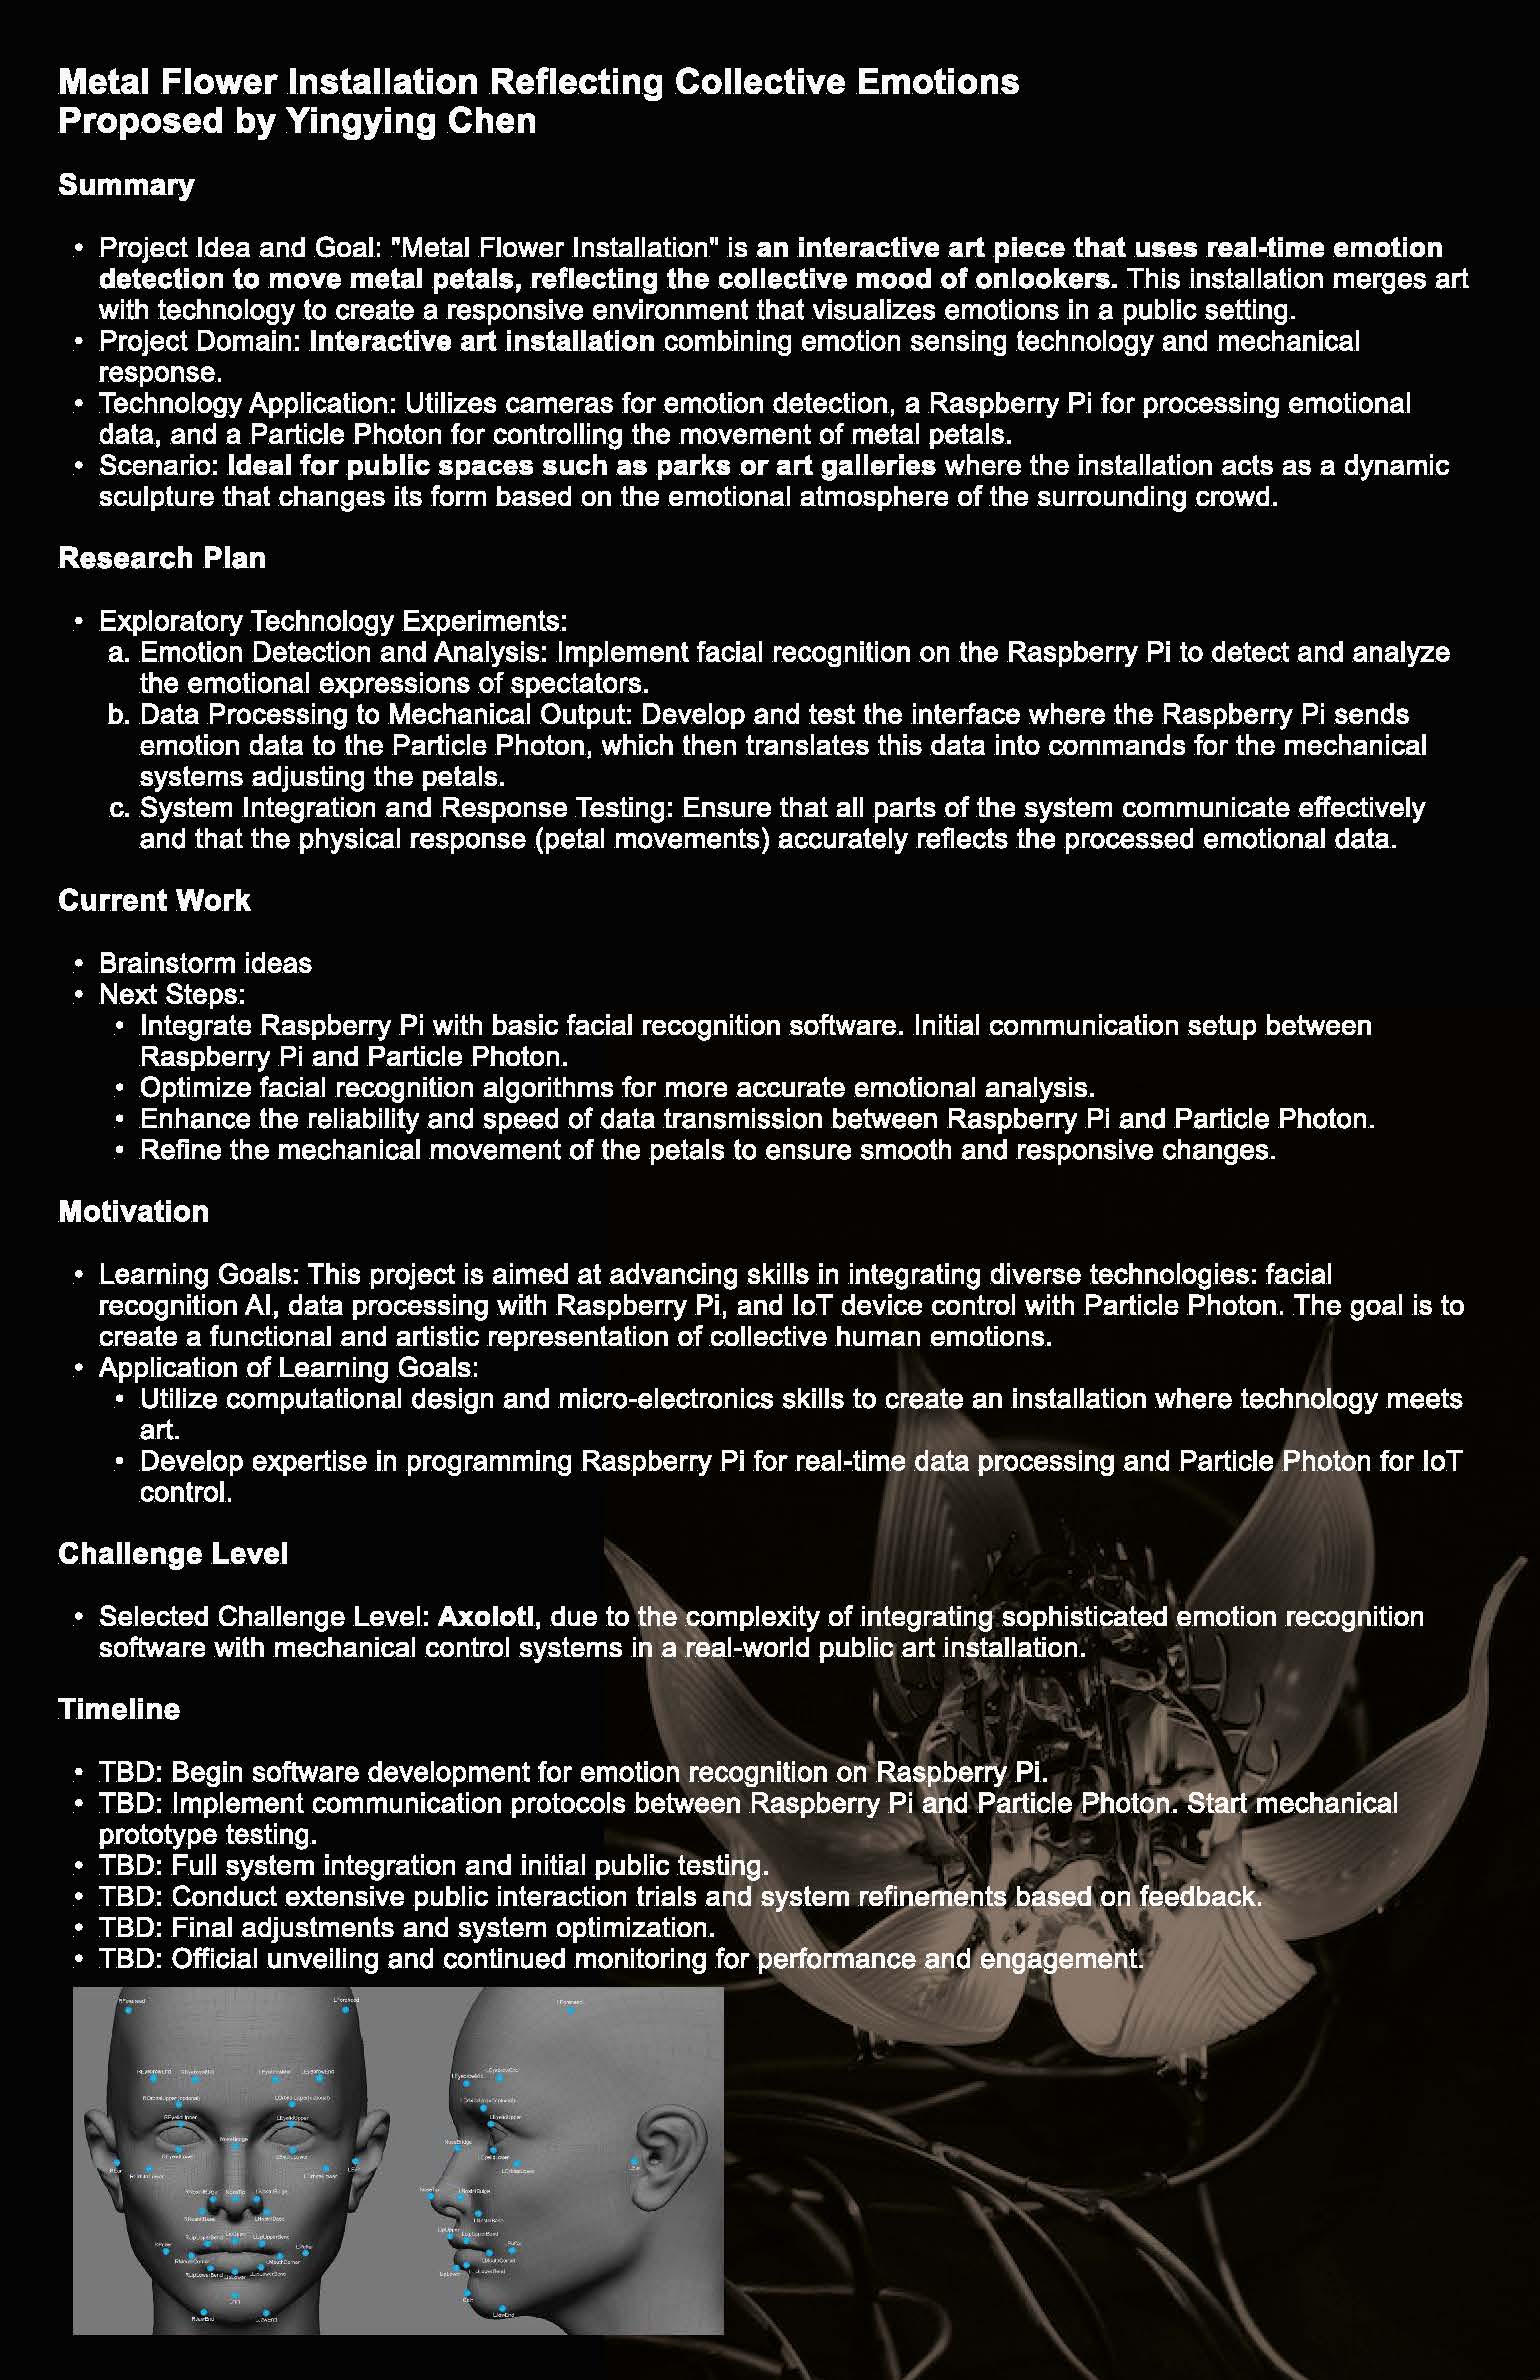 Metal Flower Installation Reflecting Collective Emotions
Proposed by Yingying Chen
Summary
• Project Idea and Goal: "Metal Flower Installation" is an interactive art piece that uses real-time emotion
detection to move metal petals, reflecting the collective mood of onlookers. This installation merges art
with technology to create a responsive environment that visualizes emotions in a public setting.
• Project Domain: Interactive art installation combining emotion sensing technology and mechanical
response.
• Technology Application: Utilizes cameras for emotion detection, a Raspberry Pi for processing emotional
data, and a Particle Photon for controlling the movement of metal petals.
• Scenario: Ideal for public spaces such as parks or art galleries where the installation acts as a dynamic
sculpture that changes its form based on the emotional atmosphere of the surrounding crowd.
Research Plan
• Exploratory Technology Experiments:
a. Emotion Detection and Analysis: Implement facial recognition on the Raspberry Pi to detect and analyze
the emotional expressions of spectators.
b. Data Processing to Mechanical Output: Develop and test the interface where the Raspberry Pi sends
emotion data to the Particle Photon, which then translates this data into commands for the mechanical
systems adjusting the petals.
c. System Integration and Response Testing: Ensure that all parts of the system communicate effectively
and that the physical response (petal movements) accurately reflects the processed emotional data.
Current Work
• Brainstorm ideas
• Next Steps:
• Integrate Raspberry Pi with basic facial recognition software. Initial communication setup between
Raspberry Pi and Particle Photon.
• Optimize facial recognition algorithms for more accurate emotional analysis.
• Enhance the reliability and speed of data transmission between Raspberry Pi and Particle Photon.
• Refine the mechanical movement of the petals to ensure smooth and responsive changes.
Motivation
• Learning Goals: This project is aimed at advancing skills in integrating diverse technologies: facial
recognition AI, data processing with Raspberry Pi, and IoT device control with Particle Photon. The goal is to
create a functional and artistic representation of collective human emotions.
• Application of Learning Goals:
• Utilize computational design and micro-electronics skills to create an installation where technology meets
art.
• Develop expertise in programming Raspberry Pi for real-time data processing and Particle Photon for IoT
control.
Challenge Level
• Selected Challenge Level: Axolotl, due to the complexity of integrating sophisticated emotion recognition
software with mechanical control systems in a real-world public art installation.
Timeline
• TBD: Begin software development for emotion recognition on Raspberry Pi.
• TBD: Implement communication protocols between Raspberry Pi and Particle Photon. Start mechanical
prototype testing.
• TBD: Full system integration and initial public testing.
• TBD: Conduct extensive public interaction trials and system refinements based on feedback.
• TBD: Final adjustments and system optimization.
• TBD: Official unveiling and continued monitoring for performance and engagement.
RForehead LForehead LForehead
REyebrowEnd LEyebrowEnd
LEyelidUpper LEyelidUpper
NoseBridge NoseBridge
NoseTip NoseTip
LMouthCorner LMouthCorner
RLipLowerBend LipLower LLipLowerBend
Chin
RJawEnd LJawEnd LJawEnd